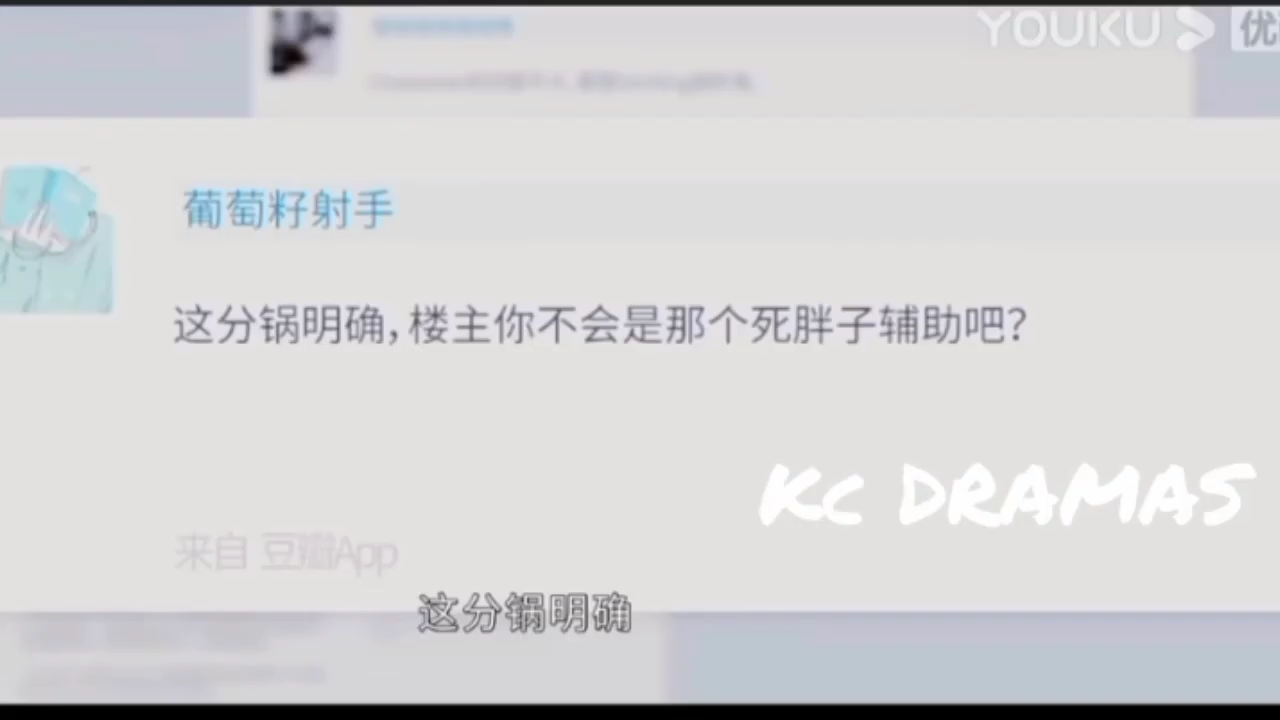 YOUKU 优
葡萄籽射手
这分锅明确，楼主你不会是那个死胖子辅助吧？
KC DRAMAS
来自 豆瓣App
这分锅明确